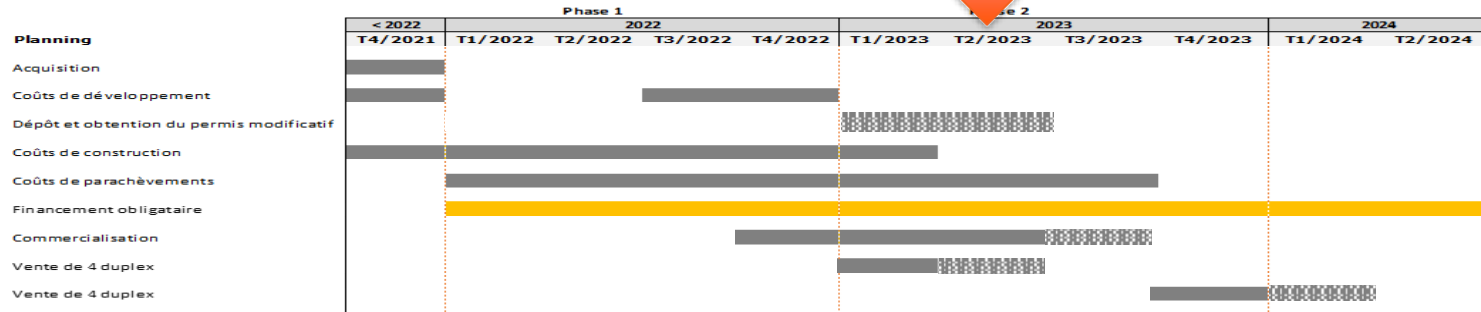 Phase 1
se 2
< 2022 2022 2023 2024
Planning T4/2021 T1/2022 T2/2022 T3/2022 T4/2022 T1/2023 T2/2023 T3/2023 T4/2023 T1/2024 T2/2024
Acquisition
Coûts de développement
Dépôt et obtention du permis modificatif
Coûts de construction
Coûts de parachèvements
Financement obligataire
Commercialisation
Vente de 4 duplex
Vente de 4 duplex